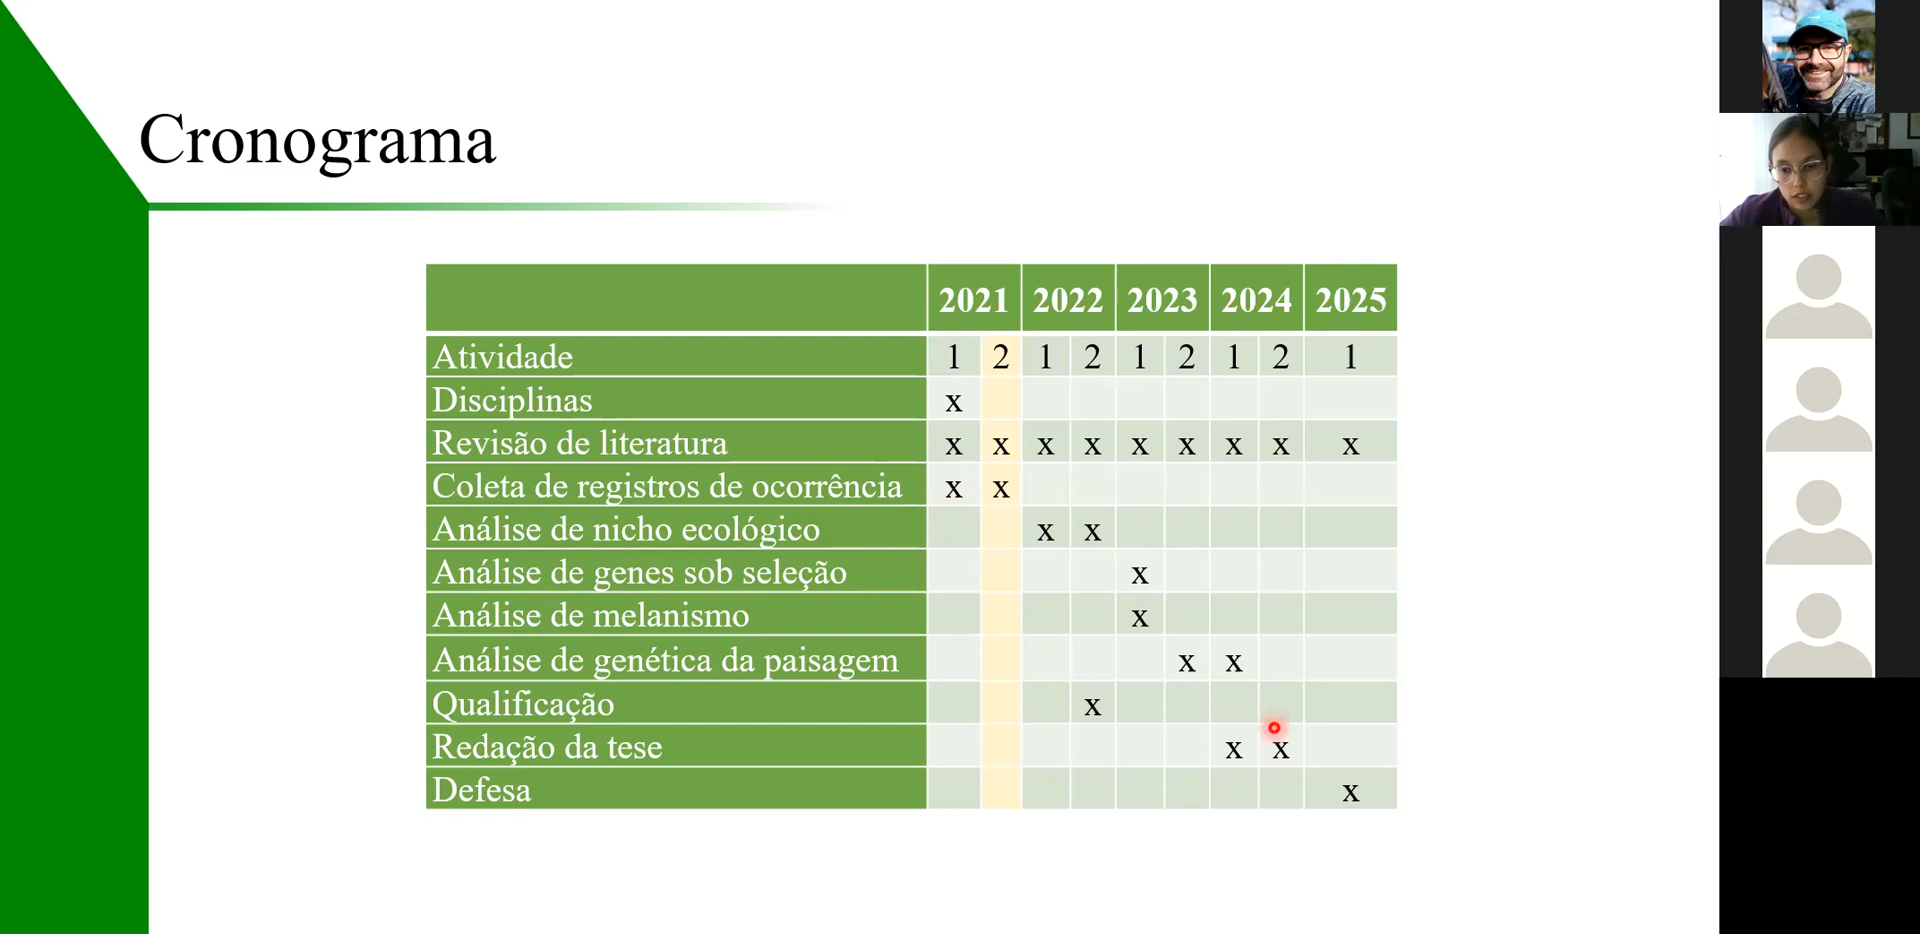 Cronograma
2021 2022 2023 2024 2025
Atividade 1 2 1 2 1 2 1 2 1
Disciplinas x
Revisão de literatura x x x x x x x x x
Coleta de registros de ocorrência x x
Análise de nicho ecológico x x
Análise de genes sob seleção x
Análise de melanismo x
Análise de genética da paisagem x x
Qualificação x
Redação da tese x x
Defesa x